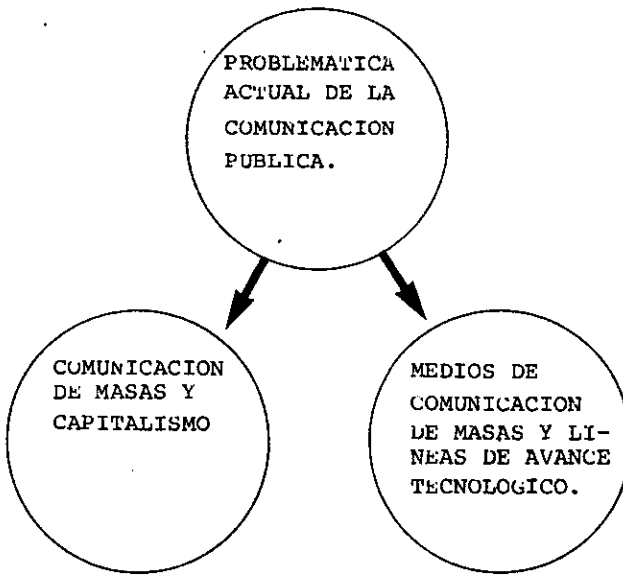 PROBLEMATICA
ACTUAL DE LA
COMUNICACION
PUBLICA.
COMUNICACION
DE MASAS Y
CAPITALISMO
MEDIOS DE
COMUNICACION
DE MASAS Y LI-
NEAS DE AVANCE
TECNOLOGICO.